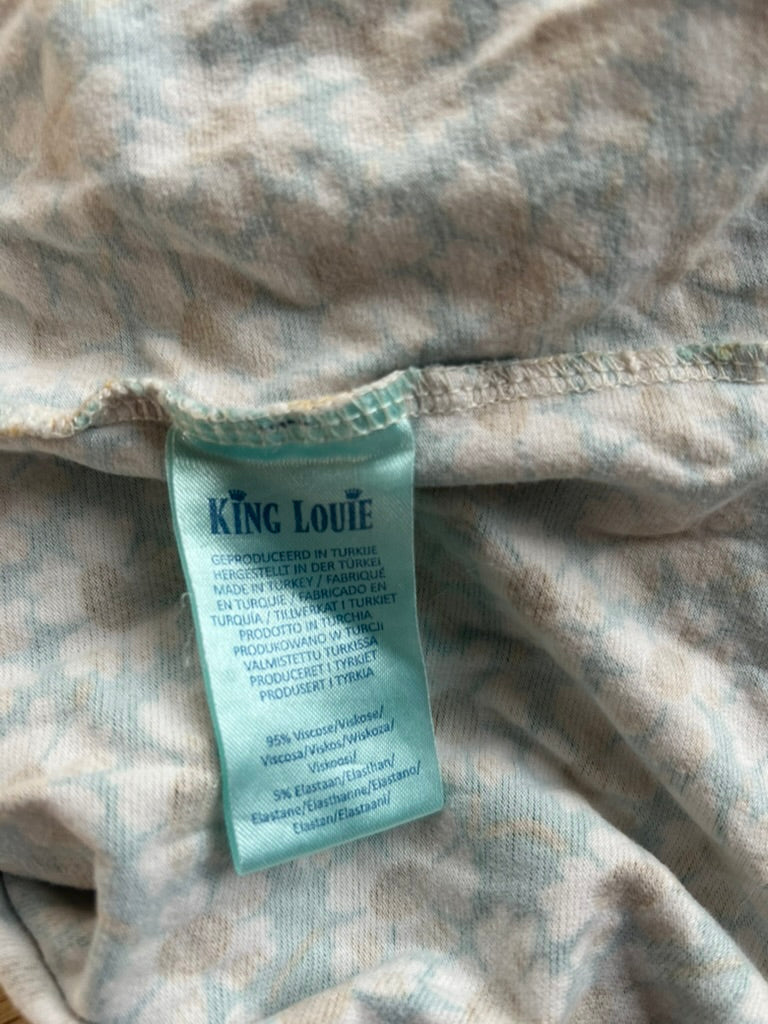 KING LOUIE
GEPRODUCEERD IN TURKIJE
HERGESTELLT IN DER TÜRKEI
MADE IN TURKEY / FABRIQUÉ
EN TURQUIE / FABRICADO EN
TURQUÍA / TILLVERKAT I TURKIET
PRODOTTO IN TURCHIA
PRODUKOWANO W TURCJI
VALMISTETTU TURKISSA
PRODUCERET I TYRKIET
PRODUSERT I TYRKIA
95% Viscose/Viskose/
Viscosa/Viskos/Wiskoza/
Viskoosi/
5% Elastaan/Elasthan/
Elastane/Élasthanne/Elastano/
Elastan/Elastaani/